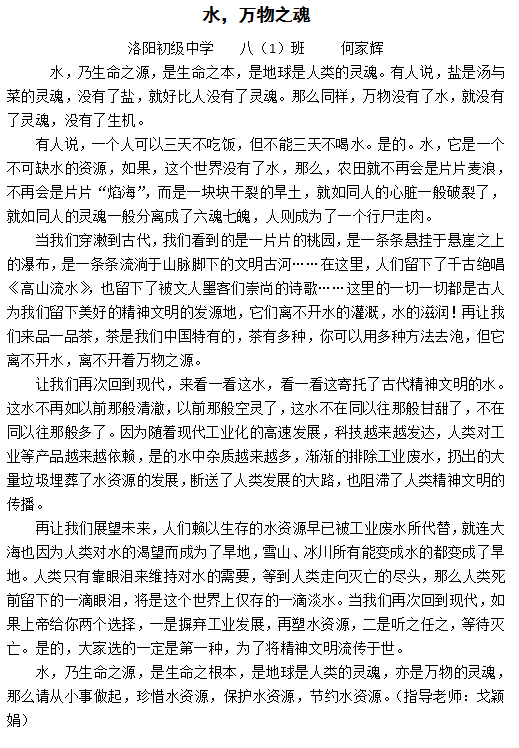 水，万物之魂
洛阳初级中学 八（1）班 何家辉
水，乃生命之源，是生命之本，是地球是人类的灵魂。有人说，盐是汤与
菜的灵魂，没有了盐，就好比人没有了灵魂。那么同样，万物没有了水，就没有
了灵魂，没有了生机。
有人说，一个人可以三天不吃饭，但不能三天不喝水。是的。水，它是一个
不可缺水的资源，如果，这个世界没有了水，那么，农田就不再会是片片麦浪，
不再会是片片“焰海”，而是一块块干裂的旱土，就如同人的心脏一般破裂了，
就如同人的灵魂一般分离成了六魂七魄，人则成为了一个行尸走肉。
当我们穿漱到古代，我们看到的是一片片的桃园，是一条条悬挂于悬崖之上
的瀑布，是一条条流淌于山脉脚下的文明古河……在这里，人们留下了千古绝唱
《高山流水》，也留下了被文人墨客们崇尚的诗歌……这里的一切一切都是古人
为我们留下美好的精神文明的发源地，它们离不开水的灌溉，水的滋润！再让我
们来品一品茶，茶是我们中国特有的，茶有多种，你可以用多种方法去泡，但它
离不开水，离不开着万物之源。
让我们再次回到现代，来看一看这水，看一看这寄托了古代精神文明的水。
这水不再如以前那般清澈，以前那般空灵了，这水不在同以往那般甘甜了，不在
同以往那般多了。因为随着现代工业化的高速发展，科技越来越发达，人类对工
业等产品越来越依赖，是的水中杂质越来越多，渐渐的排除工业废水，扔出的大
量垃圾埋葬了水资源的发展，断送了人类发展的大路，也阻滞了人类精神文明的
传播。
再让我们展望未来，人们赖以生存的水资源早已被工业废水所代替，就连大
海也因为人类对水的渴望而成为了旱地，雪山、冰川所有能变成水的都变成了旱
地。人类只有靠眼泪来维持对水的需要，等到人类走向灭亡的尽头，那么人类死
前留下的一滴眼泪，将是这个世界上仅存的一滴淡水。当我们再次回到现代，如
果上帝给你两个选择，一是摒弃工业发展，再塑水资源，二是听之任之，等待灭
亡。是的，大家选的一定是第一种，为了将精神文明流传于世。
水，乃生命之源，是生命之根本，是地球是人类的灵魂，亦是万物的灵魂，
那么请从小事做起，珍惜水资源，保护水资源，节约水资源。（指导老师：戈颖
娟）